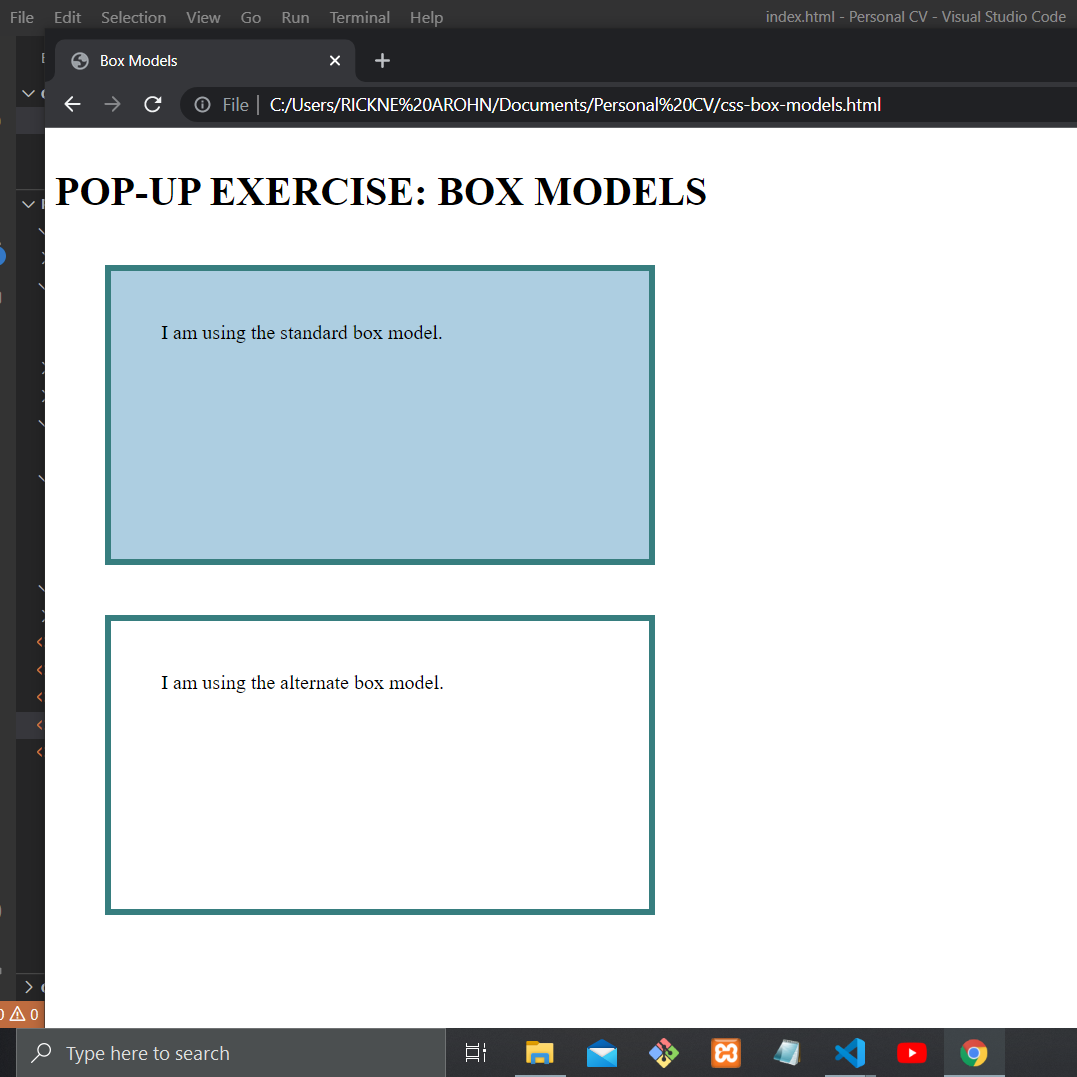 File Edit Selection View Go Run Terminal Help index.html - Personal CV - Visual Studio Code
Box Models
File | C:/Users/RICKNE%20AROHN/Documents/Personal%20CV/css-box-models.html
POP-UP EXERCISE: BOX MODELS
I am using the standard box model.
I am using the alternate box model.
0
Type here to search